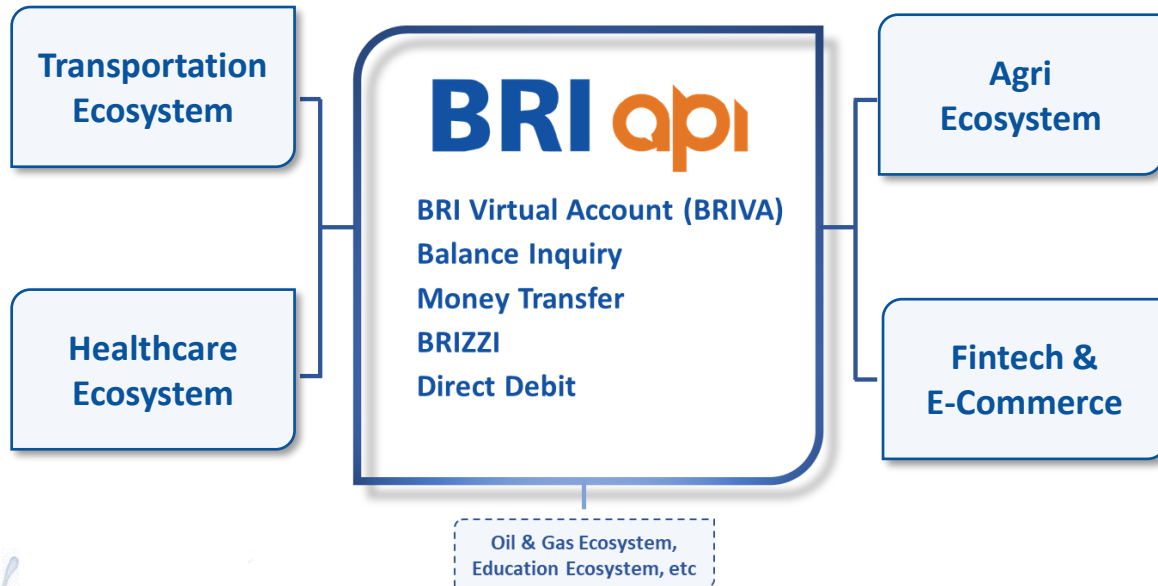 Transportation
Ecosystem
Healthcare
Ecosystem
BRI api
BRI Virtual Account (BRIVA)
Balance Inquiry
Money Transfer
BRIZZI
Direct Debit
Agri
Ecosystem
Fintech &
E-Commerce
Oil & Gas Ecosystem,
Education Ecosystem, etc